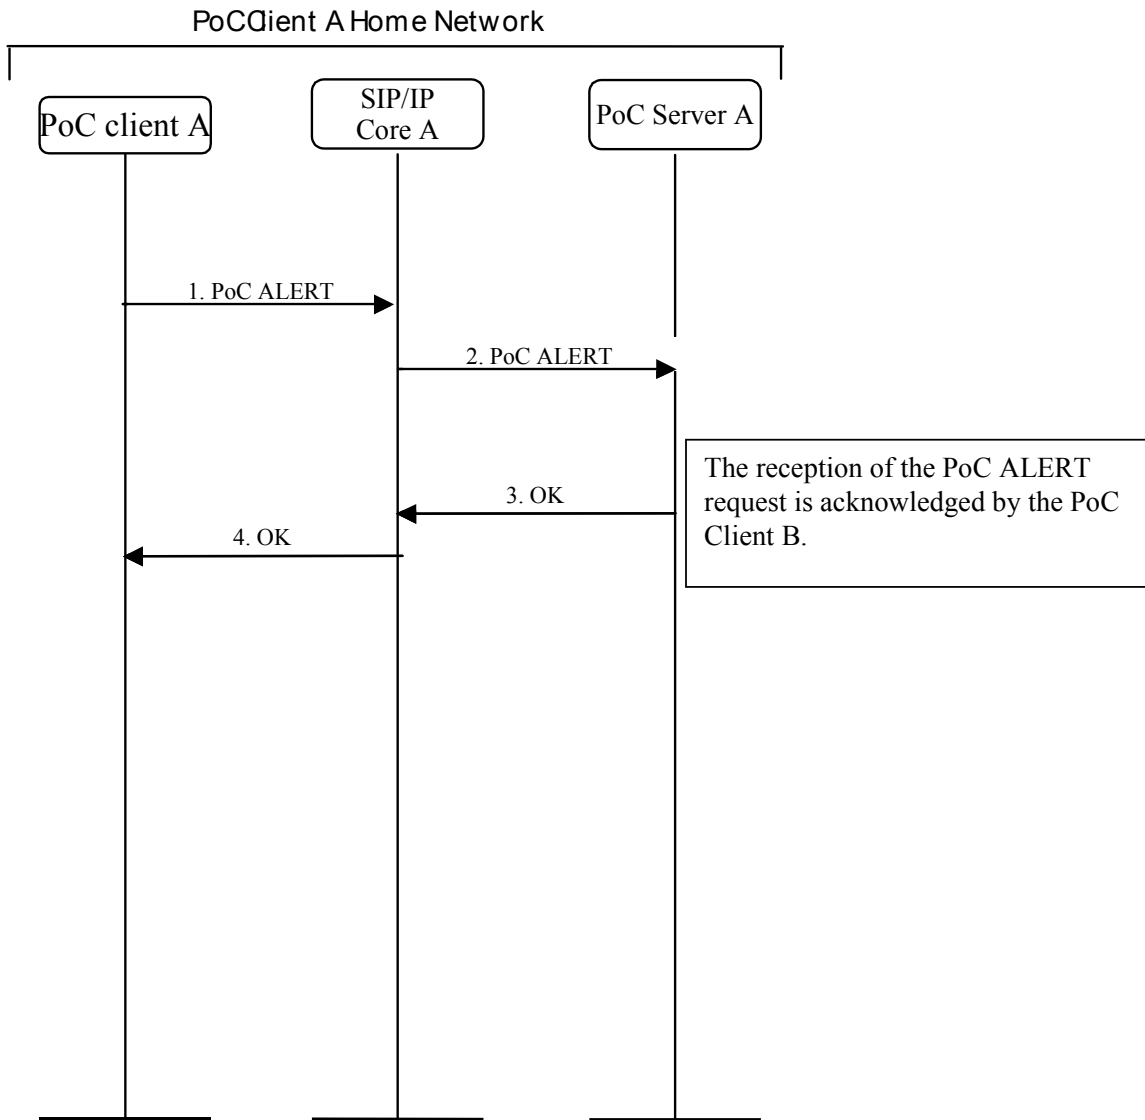 PoCClient A Home Network
PoC client A
SIP/IP
Core A
PoC Server A
1. PoC ALERT
2. PoC ALERT
The reception of the PoC ALERT
request is acknowledged by the PoC
Client B.
3. OK
4. OK